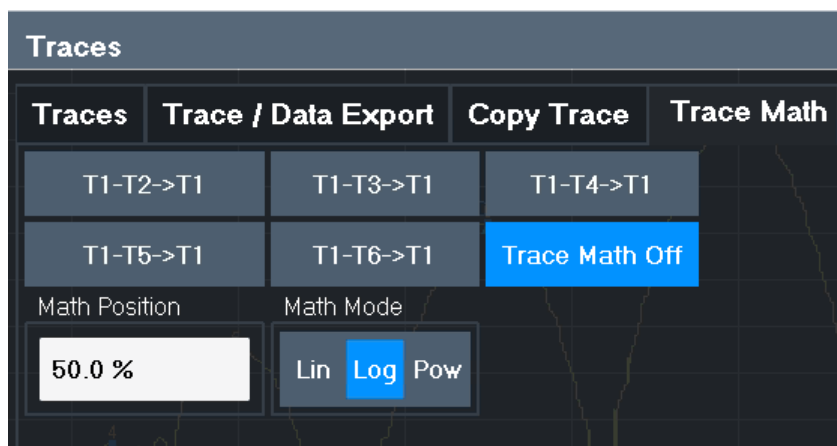 Traces
Traces Trace / Data Export Copy Trace Trace Math
T1-T2->T1 T1-T3->T1 T1-T4->T1
T1-T5->T1 T1-T6->T1 Trace Math Off
Math Position Math Mode
50.0 % Lin Log Pow
4